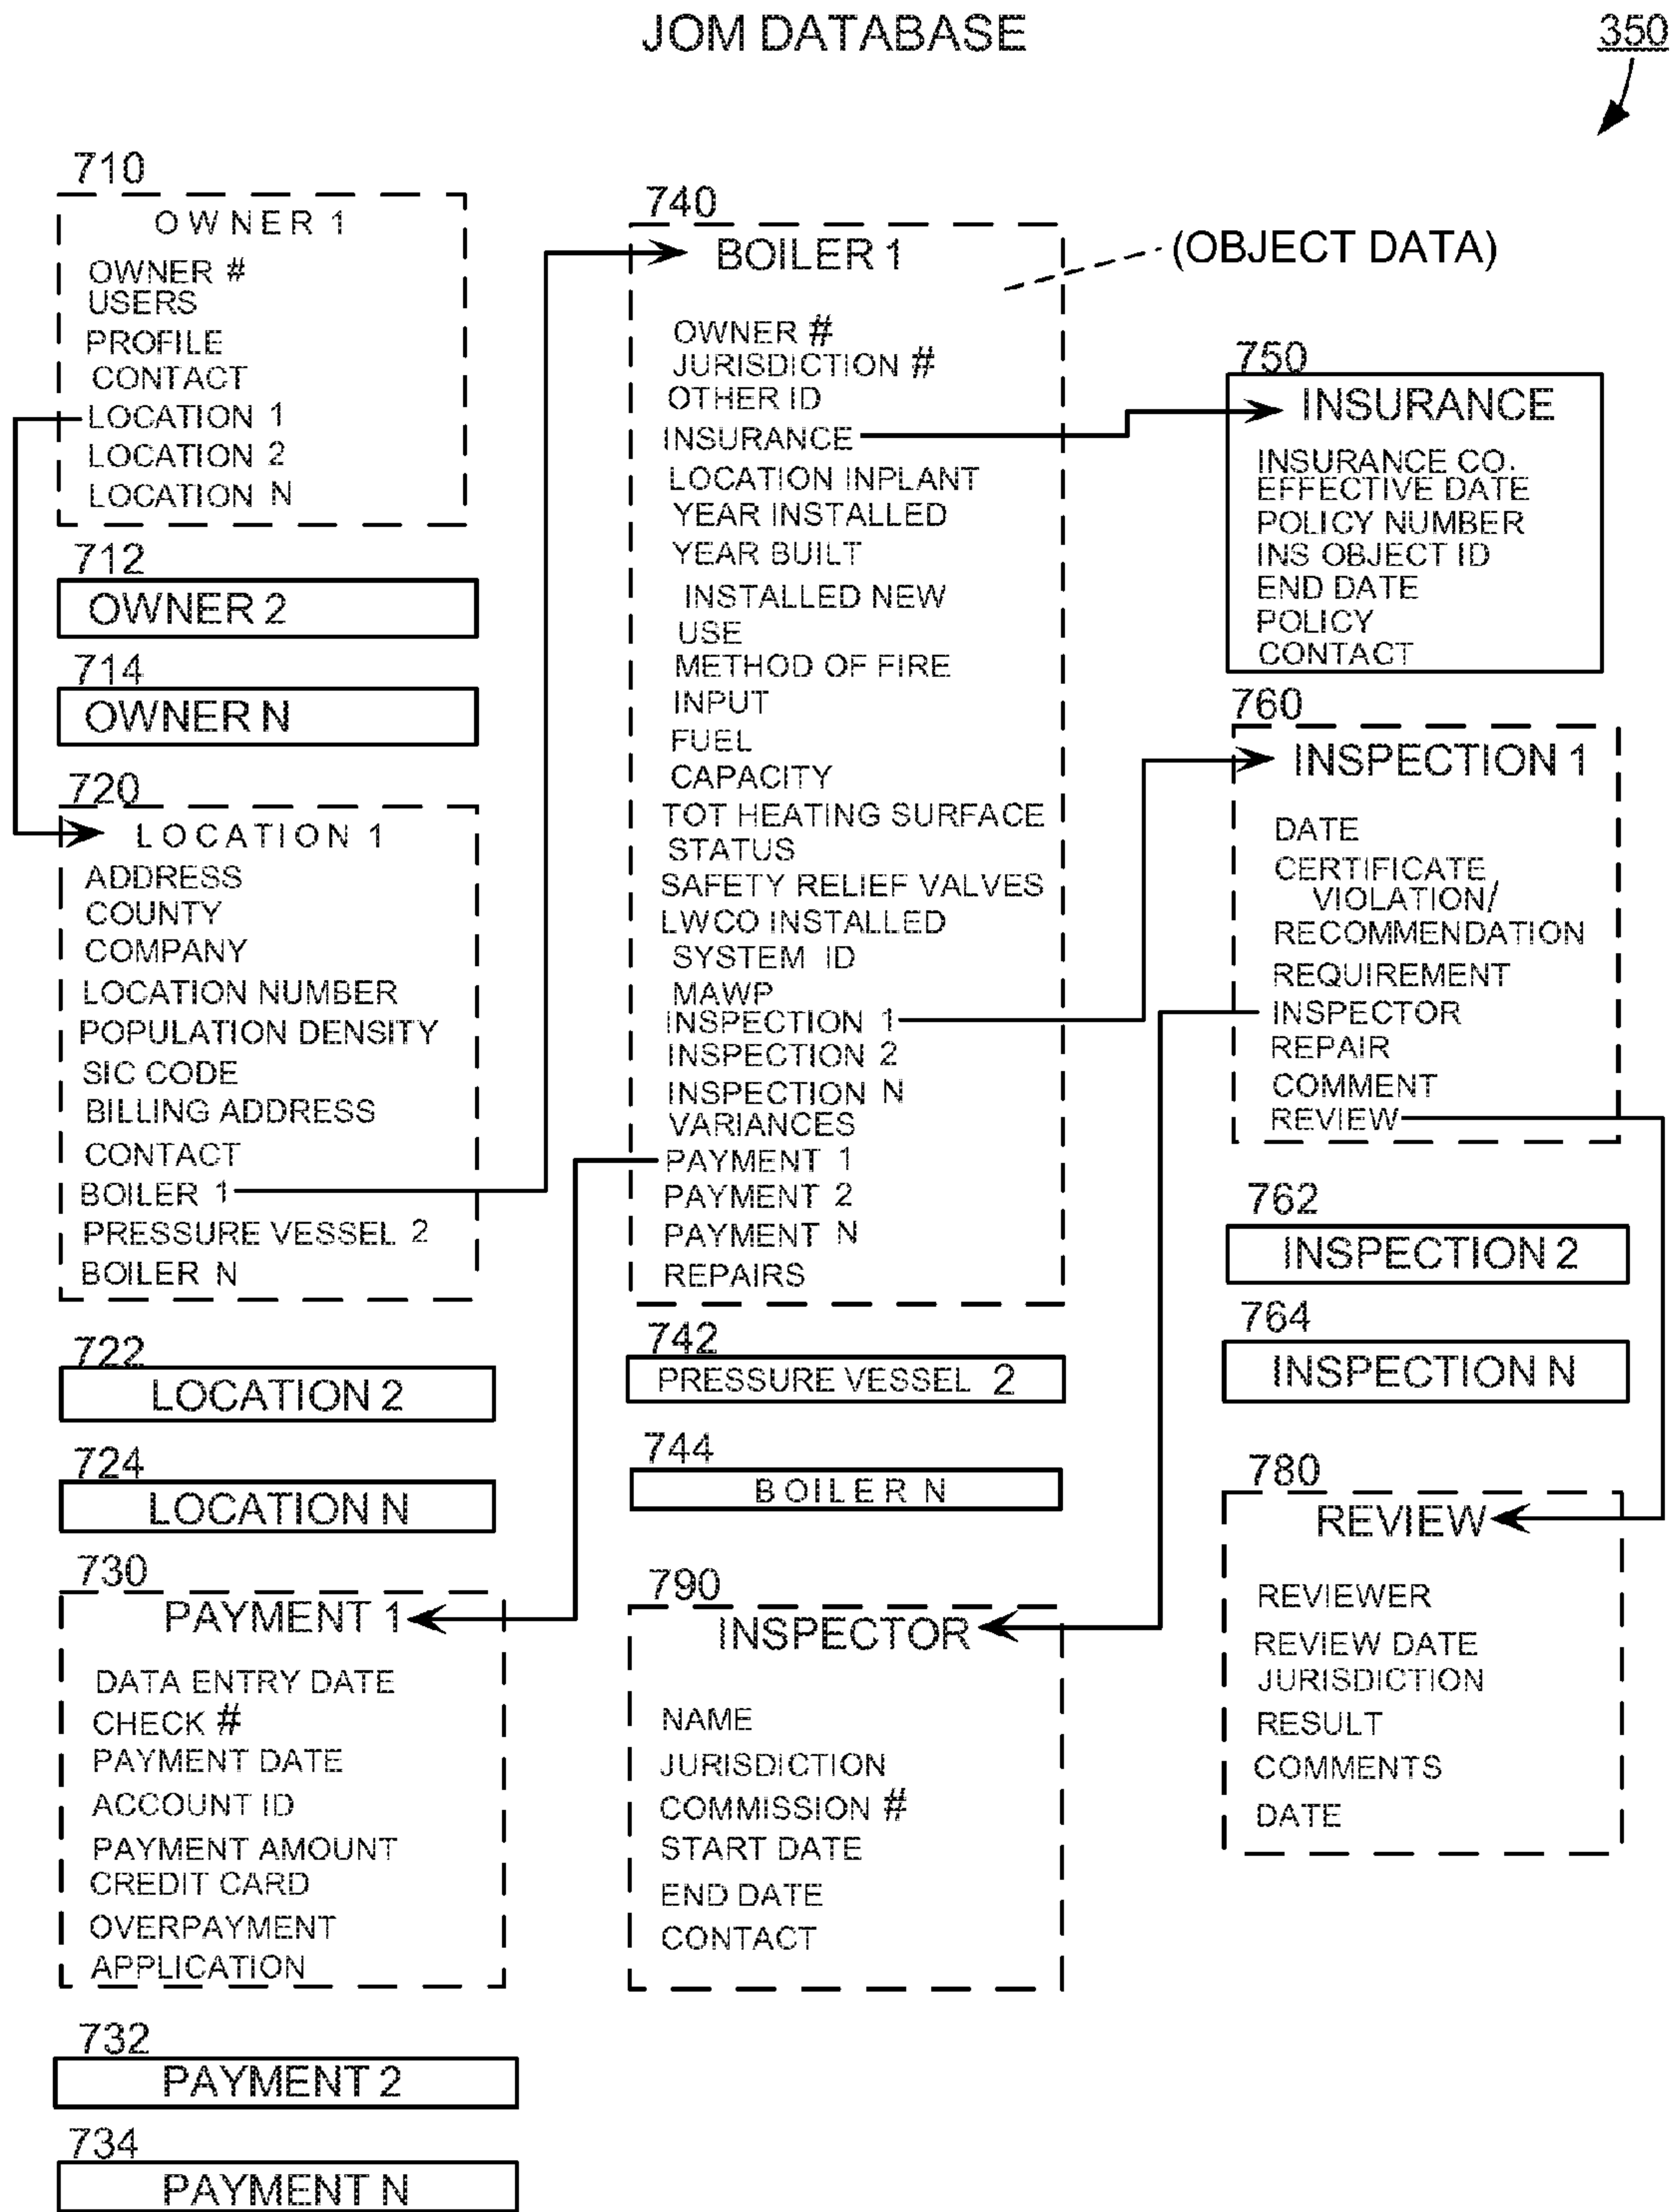 JOM DATABASE
350
710
OWNER 1
OWNER #
USERS
PROFILE
CONTACT
LOCATION 1
LOCATION 2
LOCATION N
712
OWNER 2
714
OWNER N
720
LOCATION 1
ADDRESS
COUNTY
COMPANY
LOCATION NUMBER
POPULATION DENSITY
SIC CODE
BILLING ADDRESS
CONTACT
BOILER 1
PRESSURE VESSEL 2
BOILER N
722
LOCATION 2
724
LOCATION N
730
PAYMENT 1
DATA ENTRY DATE
CHECK #
PAYMENT DATE
ACCOUNT ID
PAYMENT AMOUNT
CREDIT CARD
OVERPAYMENT
APPLICATION
732
PAYMENT 2
734
PAYMENT N
740
BOILER 1
(OBJECT DATA)
OWNER #
JURISDICTION #
OTHER ID
INSURANCE
LOCATION INPLANT
YEAR INSTALLED
YEAR BUILT
INSTALLED NEW
USE
METHOD OF FIRE
INPUT
FUEL
CAPACITY
TOT HEATING SURFACE
STATUS
SAFETY RELIEF VALVES
LWCO INSTALLED
SYSTEM ID
MAWP
INSPECTION 1
INSPECTION 2
INSPECTION N
VARIANCES
PAYMENT 1
PAYMENT 2
PAYMENT N
REPAIRS
742
PRESSURE VESSEL 2
744
BOILER N
790
INSPECTOR
NAME
JURISDICTION
COMMISSION #
START DATE
END DATE
CONTACT
750
INSURANCE
INSURANCE CO.
EFFECTIVE DATE
POLICY NUMBER
INS OBJECT ID
END DATE
POLICY
CONTACT
760
INSPECTION 1
DATE
CERTIFICATE
VIOLATION/
RECOMMENDATION
REQUIREMENT
INSPECTOR
REPAIR
COMMENT
REVIEW
762
INSPECTION 2
764
INSPECTION N
780
REVIEW
REVIEWER
REVIEW DATE
JURISDICTION
RESULT
COMMENTS
DATE